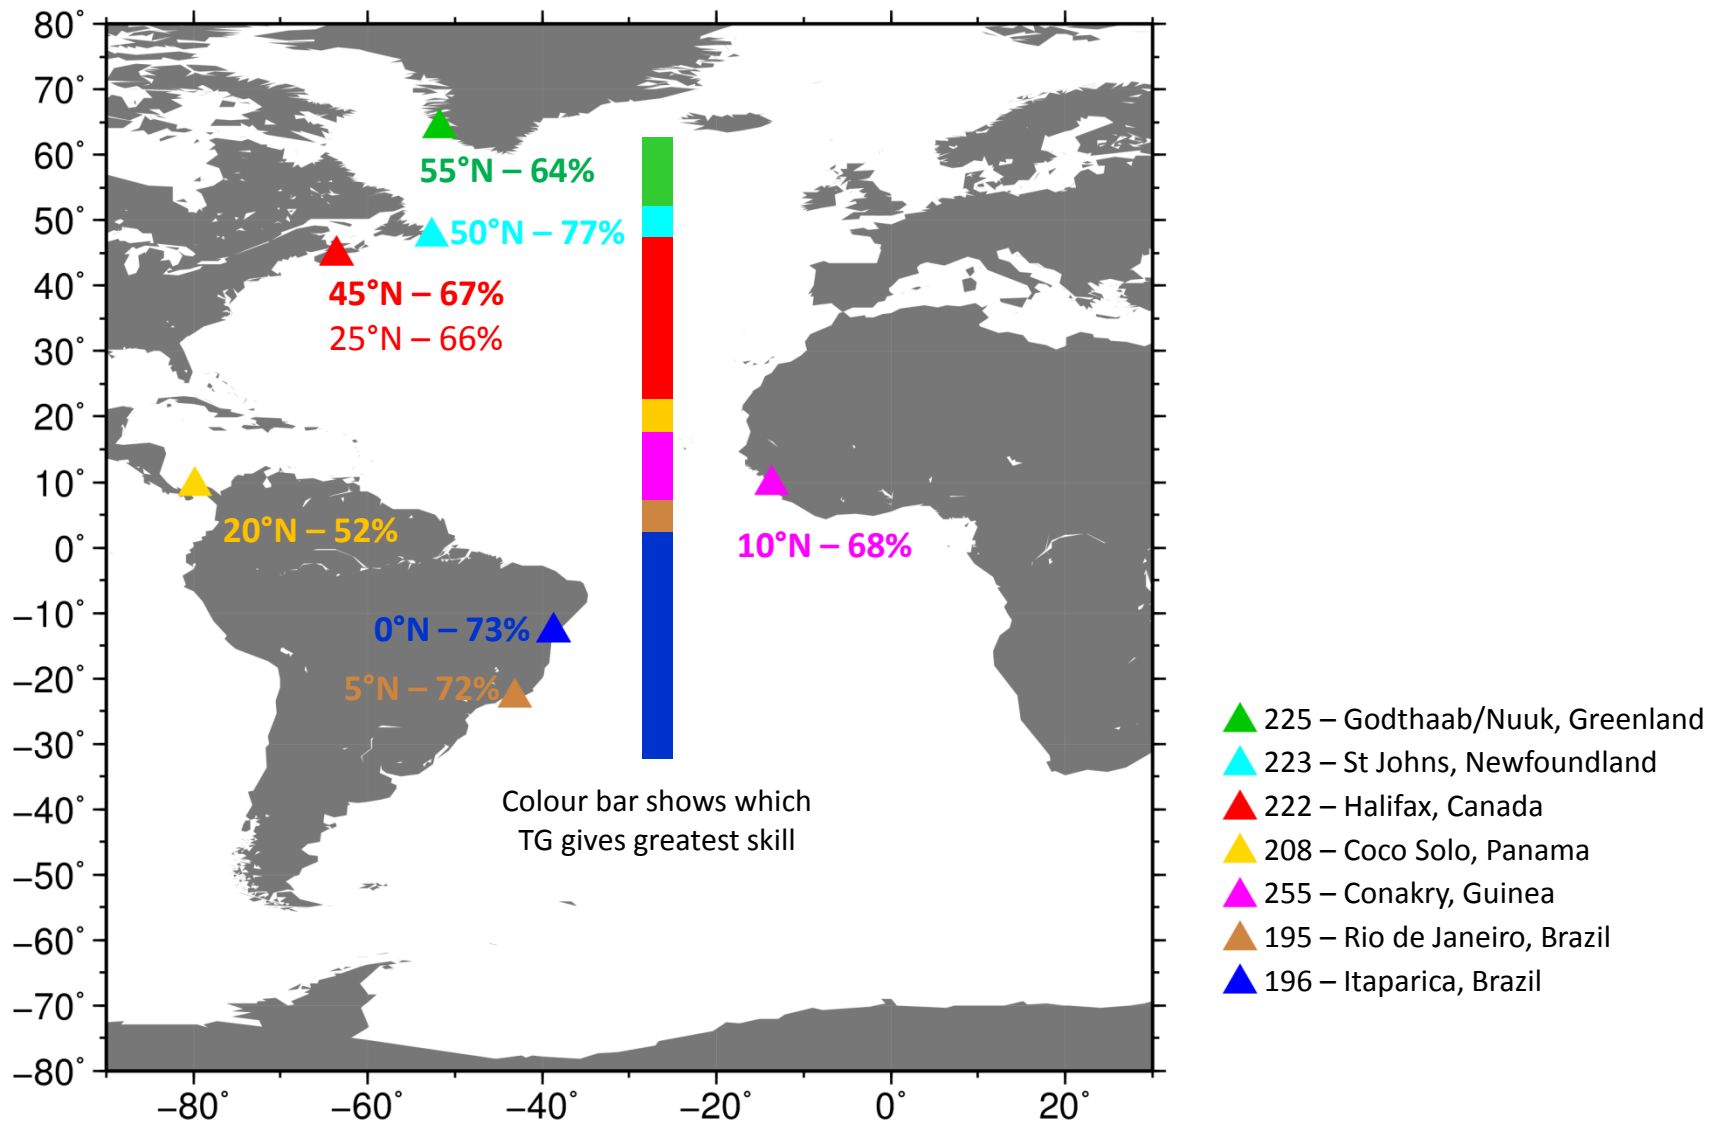 80°
70°
60°
50°
40°
30°
20°
10°
0°
−10°
−20°
−30°
−40°
−50°
−60°
−70°
−80°
−80°
−60°
−40°
−20°
0°
20°
55°N – 64%
50°N – 77%
45°N – 67%
25°N – 66%
20°N – 52%
10°N – 68%
0°N – 73%
5°N – 72%
Colour bar shows which
TG gives greatest skill
225 – Godthaab/Nuuk, Greenland
223 – St Johns, Newfoundland
222 – Halifax, Canada
208 – Coco Solo, Panama
255 – Conakry, Guinea
195 – Rio de Janeiro, Brazil
196 – Itaparica, Brazil